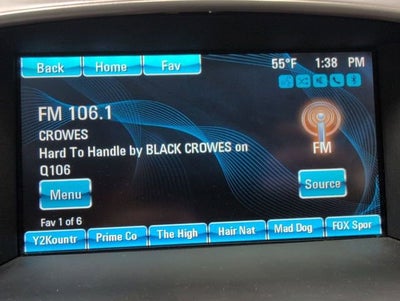 Back Home Fav 55°F 1:38 PM
FM 106.1
CROWES
Hard To Handle by BLACK CROWES on
Q106
FM
Menu
Source
Fav 1 of 6
Y2Kountr Prime Co The High Hair Nat Mad Dog FOX Spor